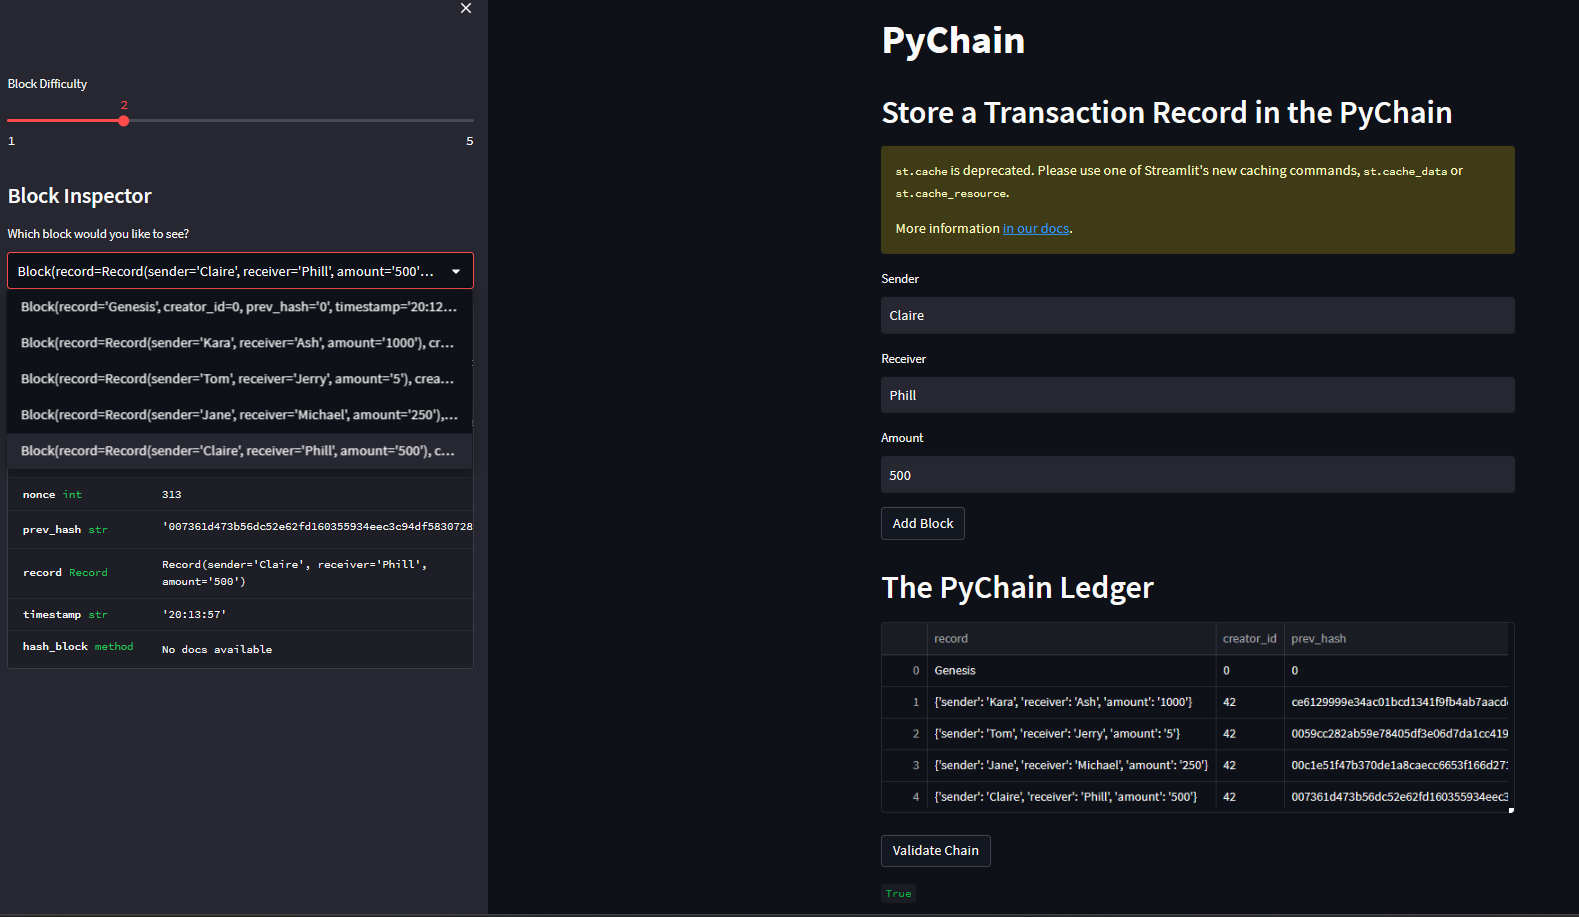 Block Difficulty
2
1
5
Block Inspector
Which block would you like to see?
Block(record=Record(sender='Claire', receiver='Phill', amount='500'...
Block(record='Genesis', creator_id=0, prev_hash='0', timestamp='20:12...
Block(record=Record(sender='Kara', receiver='Ash', amount='1000'), cr...
Block(record=Record(sender='Tom', receiver='Jerry', amount='5'), crea...
Block(record=Record(sender='Jane', receiver='Michael', amount='250'),...
Block(record=Record(sender='Claire', receiver='Phill', amount='500'), c...
nonce int 313
prev_hash str '007361d473b56dc52e62fd160355934eec3c94df5830728
record Record Record(sender='Claire', receiver='Phill',
amount='500')
timestamp str '20:13:57'
hash_block method No docs available
PyChain
Store a Transaction Record in the PyChain
st.cache is deprecated. Please use one of Streamlit's new caching commands, st.cache_data or
st.cache_resource.
More information in our docs.
Sender
Claire
Receiver
Phill
Amount
500
Add Block
The PyChain Ledger
record creator_id prev_hash
0 Genesis 0 0
1 {'sender': 'Kara', 'receiver': 'Ash', 'amount': '1000'} 42 ce6129999e34ac01bcd1341f9fb4ab7aacd
2 {'sender': 'Tom', 'receiver': 'Jerry', 'amount': '5'} 42 0059cc282ab59e78405df3e06d7da1cc419
3 {'sender': 'Jane', 'receiver': 'Michael', 'amount': '250'} 42 00c1e51f47b370de1a8caecc6653f166d27
4 {'sender': 'Claire', 'receiver': 'Phill', 'amount': '500'} 42 007361d473b56dc52e62fd160355934eec3
Validate Chain
True